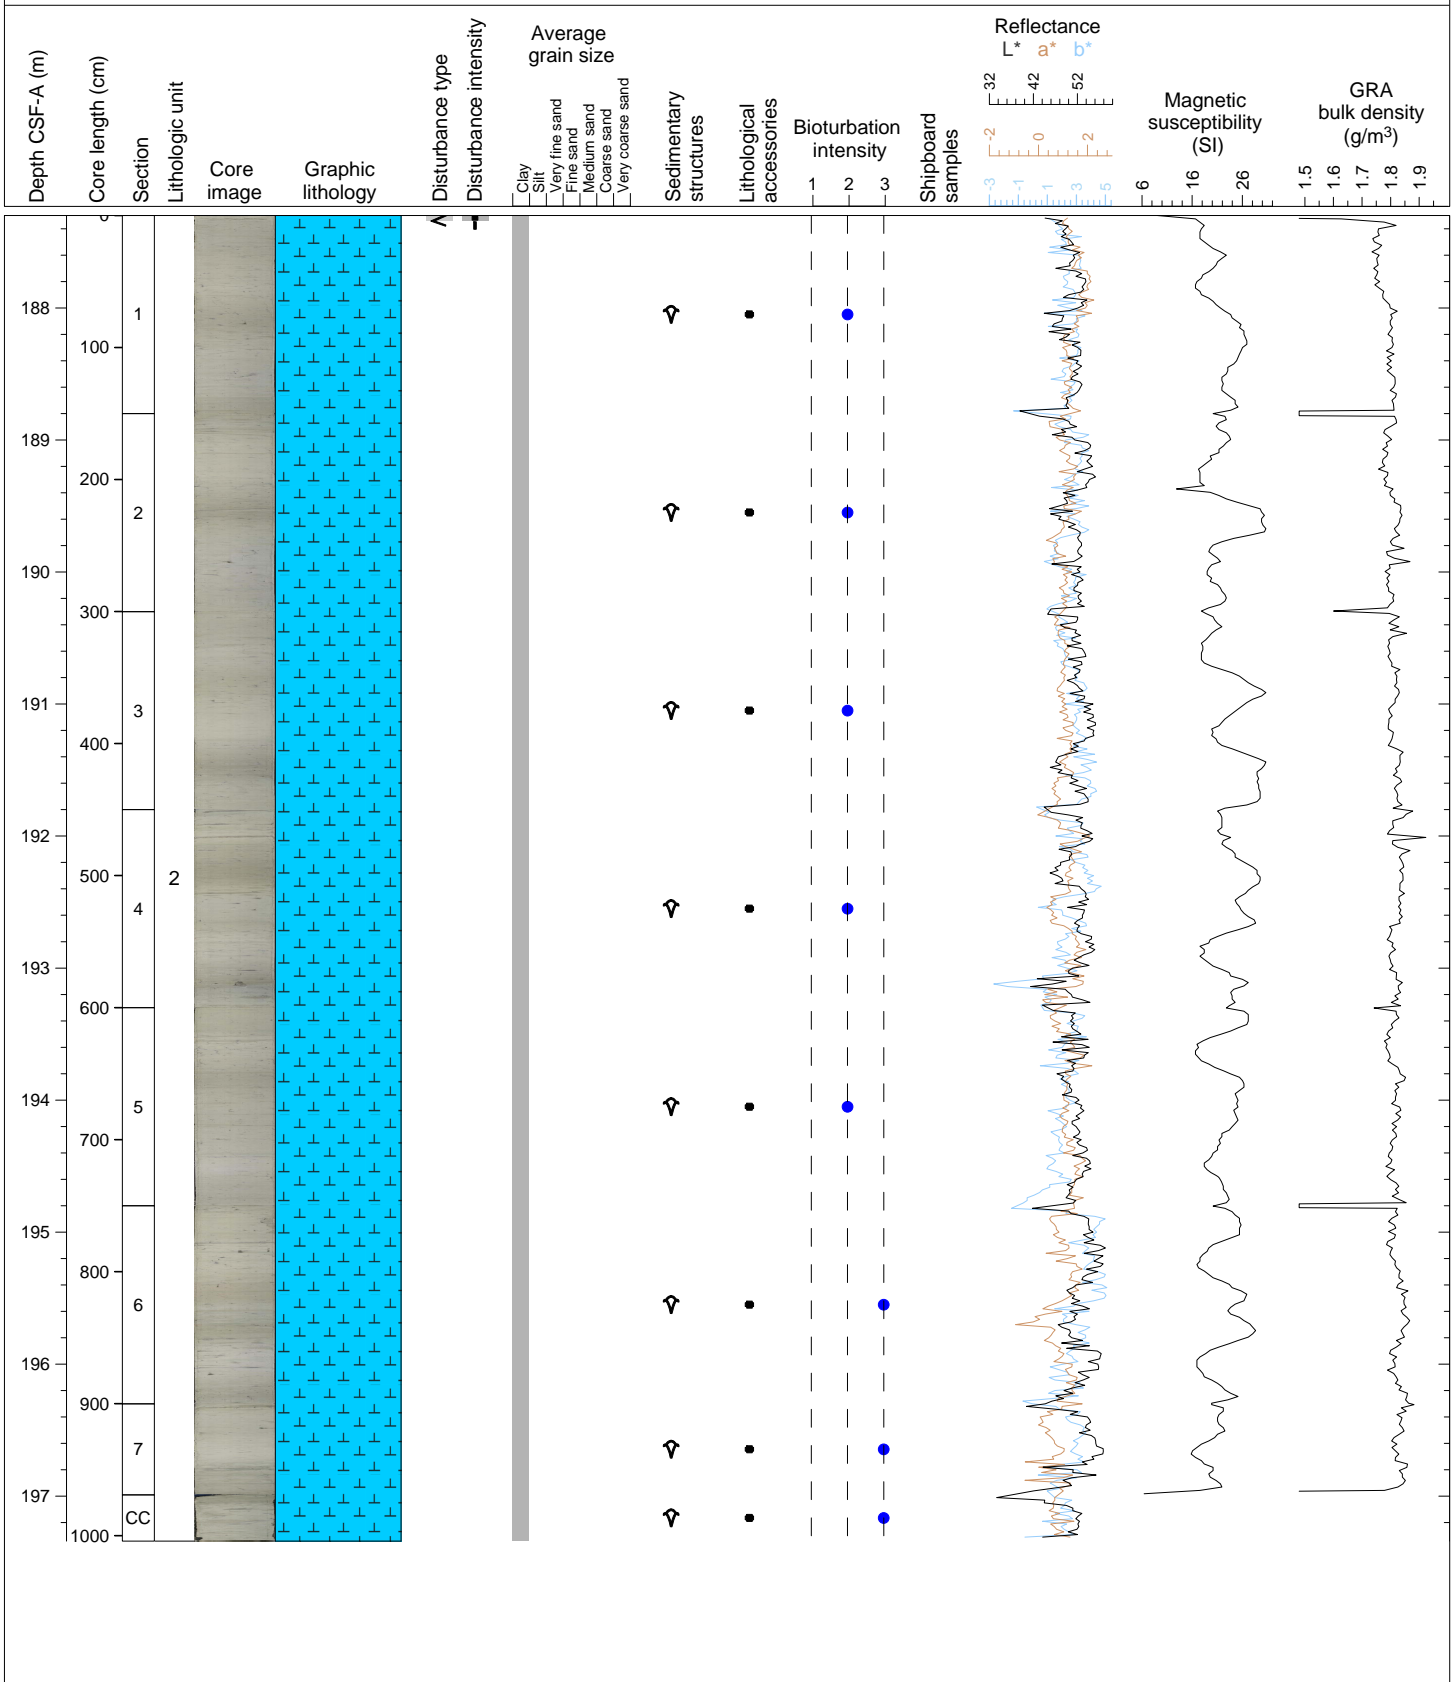 Depth CSF-A (m)
Core length (cm)
Section
Lithologic unit
Core
image
Graphic
lithology
Disturbance type
Disturbance intensity
Average
grain size
Clay
Silt
Very fine sand
Fine sand
Medium sand
Coarse sand
Very coarse sand
Sedimentary
structures
Lithological
accessories
Bioturbation
intensity
1 2 3
Shipboard
samples
Reflectance
L* a* b*
32 42 52
-2 0 2
-3 -1 1 3 5
Magnetic
susceptibility
(SI)
6 16 26
GRA
bulk density
(g/m3)
1.5 1.6 1.7 1.8 1.9
0
188
1
100
189
200
2
190
300
191
3
400
192
2
500
4
193
600
194
5
700
195
800
6
196
900
7
197
CC
1000